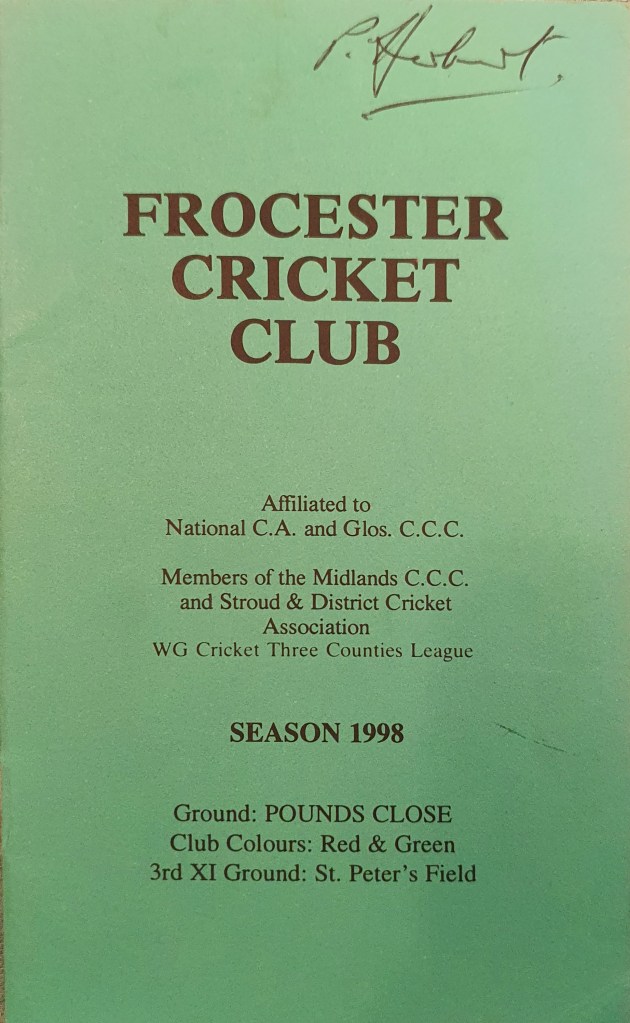 P. Herbert.
FROCESTER
CRICKET
CLUB
Affiliated to
National C.A. and Glos. C.C.C.
Members of the Midlands C.C.C.
and Stroud & District Cricket
Association
WG Cricket Three Counties League
SEASON 1998
Ground: POUNDS CLOSE
Club Colours: Red & Green
3rd XI Ground: St. Peter's Field